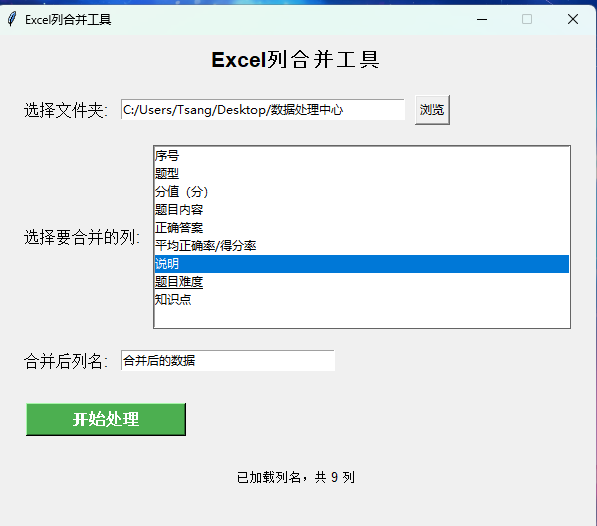 Excel列合并工具
Excel列合并工具
选择文件夹: C:/Users/Tsang/Desktop/数据处理中心 浏览
选择要合并的列:
序号
题型
分值（分）
题目内容
正确答案
平均正确率/得分率
说明
题目难度
知识点
合并后列名: 合并后的数据
开始处理
已加载列名，共 9 列